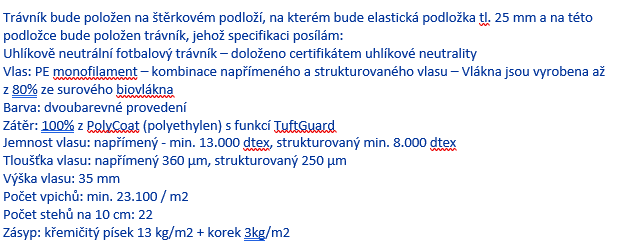 Trávník bude položen na štěrkovém podloží, na kterém bude elastická podložka tl. 25 mm a na této
podložce bude položen trávník, jehož specifikaci posílám:
Uhlíkově neutrální fotbalový trávník – doloženo certifikátem uhlíkové neutrality
Vlas: PE monofilament – kombinace napřímeného a strukturovaného vlasu – Vlákna jsou vyrobena až
z 80% ze surového biovlákna
Barva: dvoubarevné provedení
Zátěr: 100% z PolyCoat (polyethylen) s funkcí TuftGuard
Jemnost vlasu: napřímený - min. 13.000 dtex, strukturovaný min. 8.000 dtex
Tloušťka vlasu: napřímený 360 µm, strukturovaný 250 µm
Výška vlasu: 35 mm
Počet vpichů: min. 23.100 / m2
Počet stehů na 10 cm: 22
Zásyp: křemičitý písek 13 kg/m2 + korek 3kg/m2